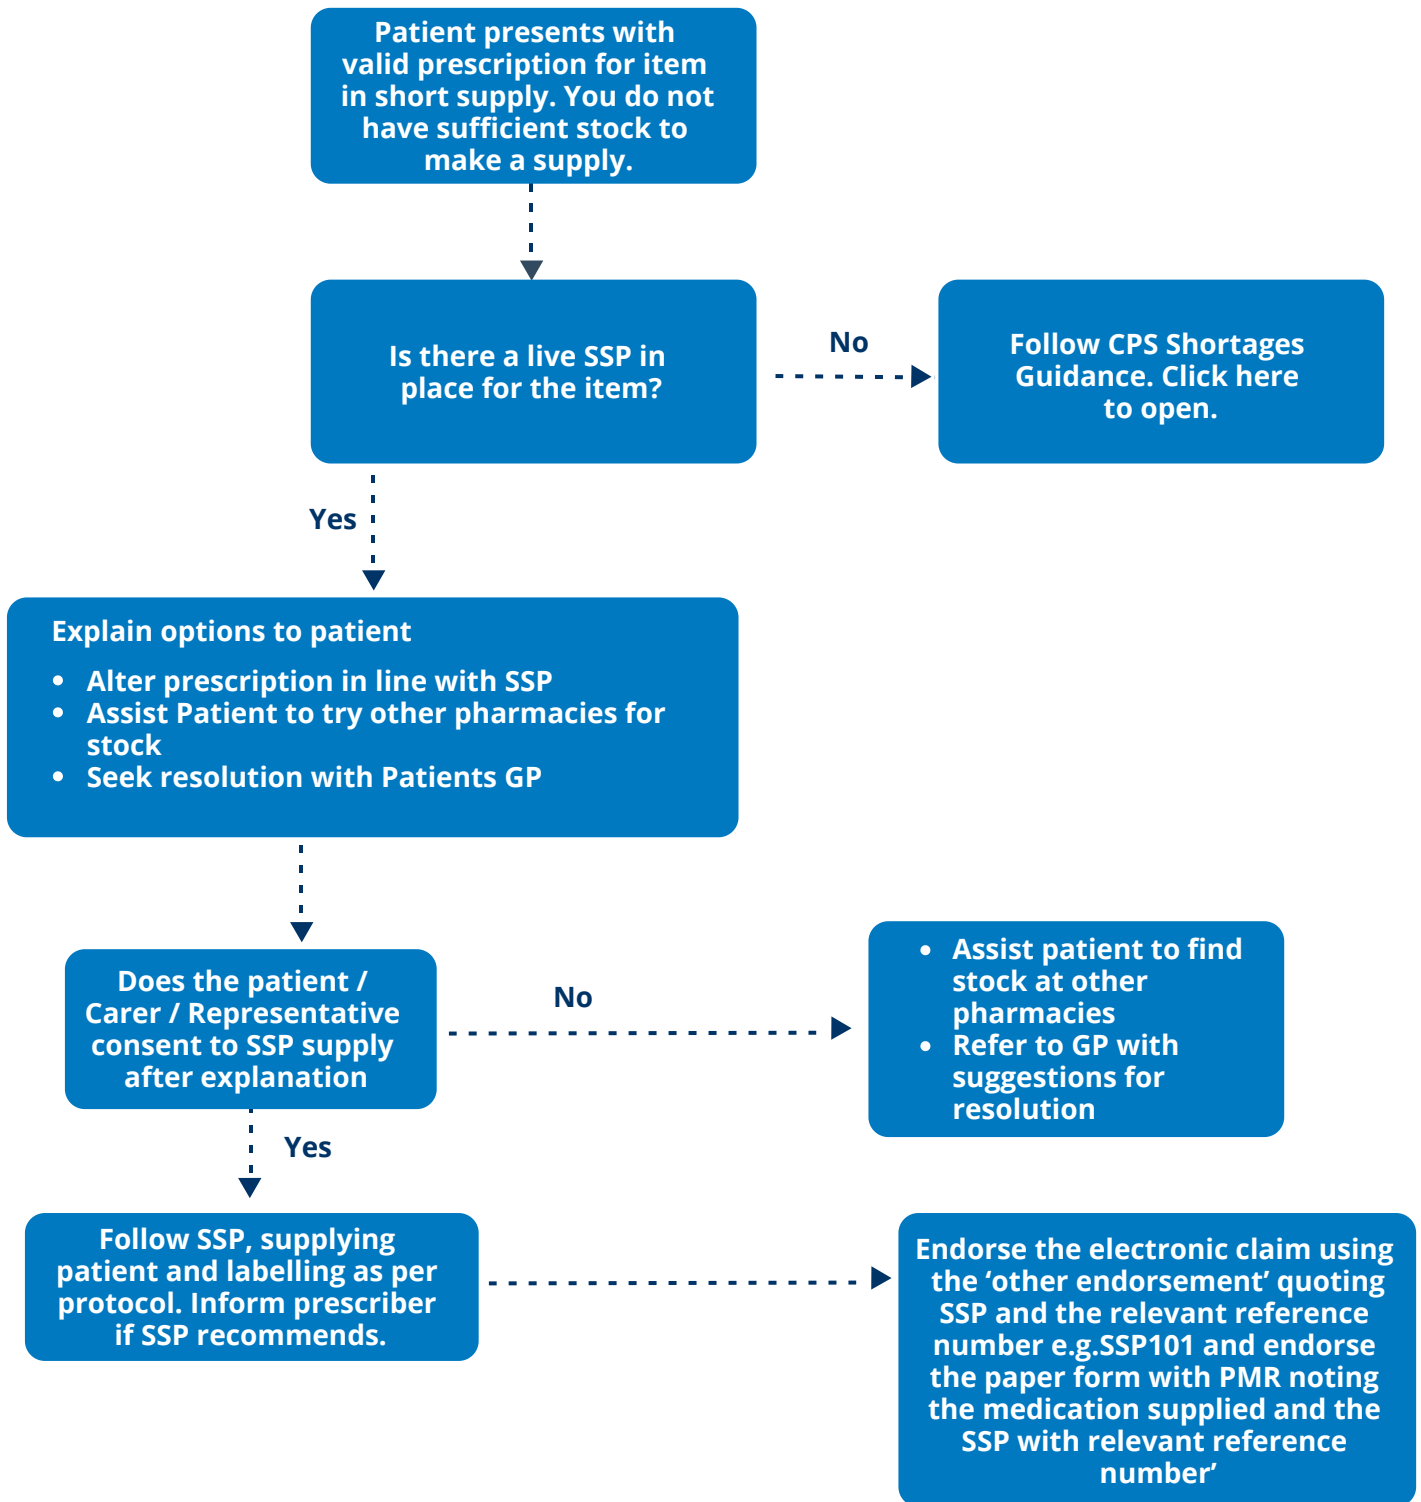 Patient presents with
valid prescription for item
in short supply. You do not
have sufficient stock to
make a supply.
Is there a live SSP in
place for the item?
No
Follow CPS Shortages
Guidance. Click here
to open.
Yes
Explain options to patient
• Alter prescription in line with SSP
• Assist Patient to try other pharmacies for
stock
• Seek resolution with Patients GP
Does the patient /
Carer / Representative
consent to SSP supply
after explanation
No
• Assist patient to find
stock at other
pharmacies
• Refer to GP with
suggestions for
resolution
Yes
Follow SSP, supplying
patient and labelling as per
protocol. Inform prescriber
if SSP recommends.
Endorse the electronic claim using
the ‘other endorsement’ quoting
SSP and the relevant reference
number e.g.SSP101 and endorse
the paper form with PMR noting
the medication supplied and the
SSP with relevant reference
number’